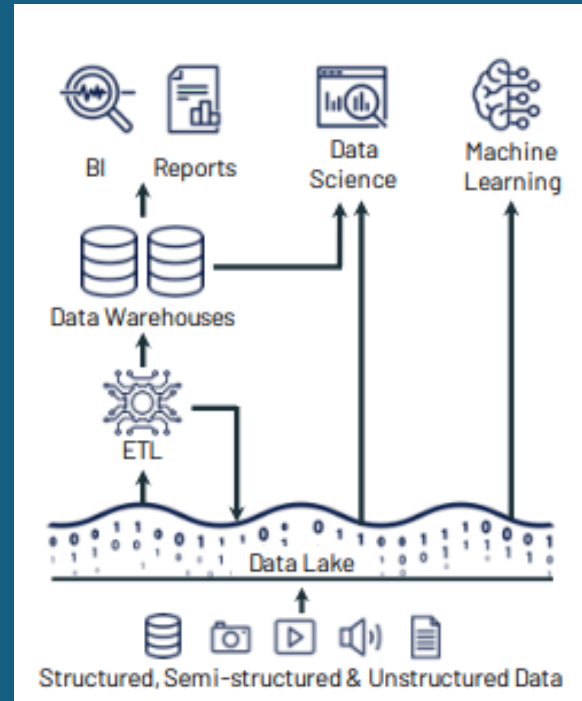 BI
Reports
Data
Science
Machine
Learning
Data Warehouses
ETL
Data Lake
Structured, Semi-structured & Unstructured Data